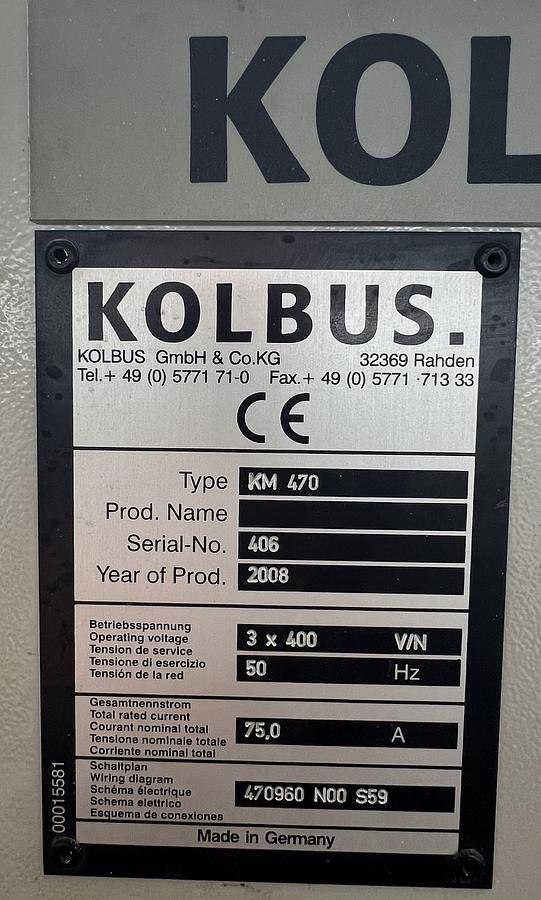 KOL
KOLBUS.
KOLBUS GmbH & Co.KG 32369 Rahden
Tel.+ 49 (0) 5771 71-0 Fax.+ 49 (0) 5771 ·713 33
CE
Type KM 470
Prod. Name
Serial-No. 406
Year of Prod. 2008
Betriebsspannung
Operating voltage
Tension de service
Tensione di esercizio
Tensión de la red
3 x 400 V/N
50 Hz
Gesamtnennstrom
Total rated current
Courant nominal total
Tensione nominale totale
Corriente nominal total
75,0 A
Schaltplan
Wiring diagram
Schéma électrique
Schema elettrico
Esquema de conexiones
470960 N00 S59
Made in Germany
00015581